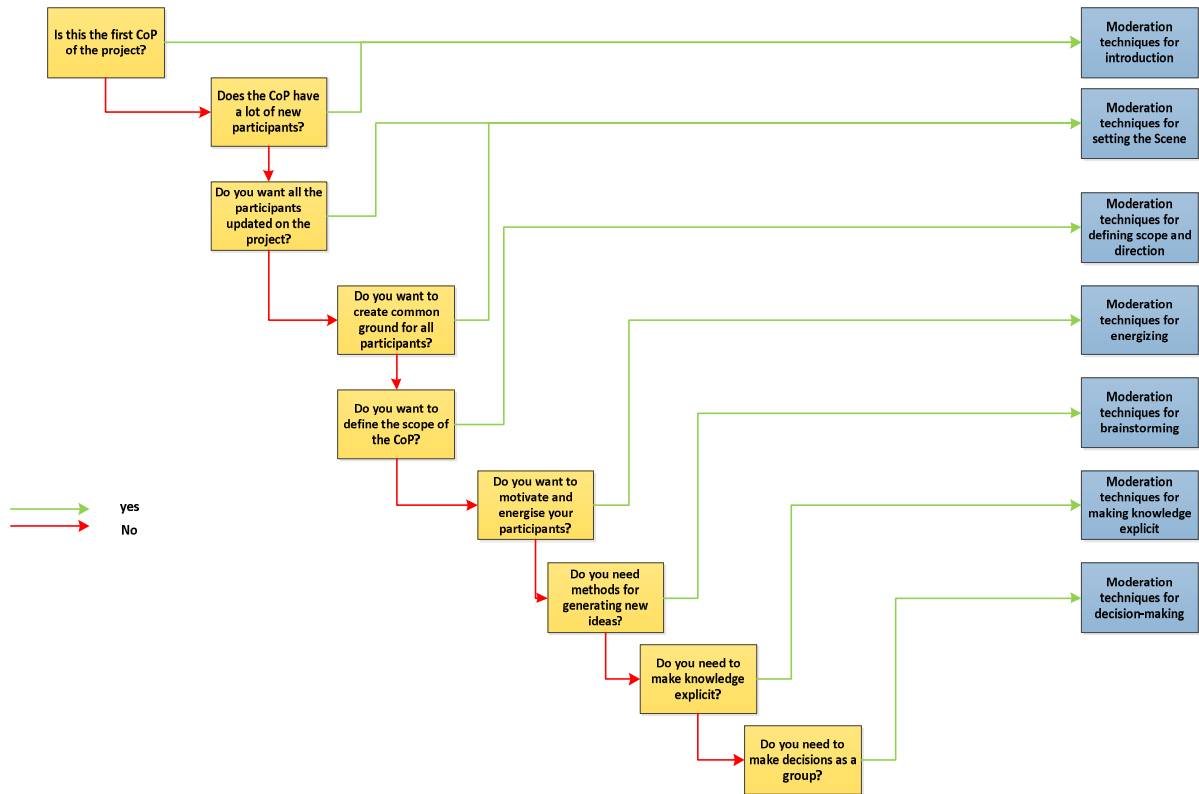 Is this the first CoP
of the project?
Moderation
techniques for
introduction
Does the CoP have
a lot of new
participants?
Moderation
techniques for
setting the Scene
Do you want all the
participants
updated on the
project?
Moderation
techniques for
defining scope and
direction
Do you want to
create common
ground for all
participants?
Moderation
techniques for
energizing
Do you want to
define the scope of
the CoP?
Moderation
techniques for
brainstorming
Do you want to
motivate and
energise your
participants?
Moderation
techniques for
making knowledge
explicit
yes
No
Do you need
methods for
generating new
ideas?
Moderation
techniques for
decision-making
Do you need to
make knowledge
explicit?
Do you need to
make decisions as a
group?